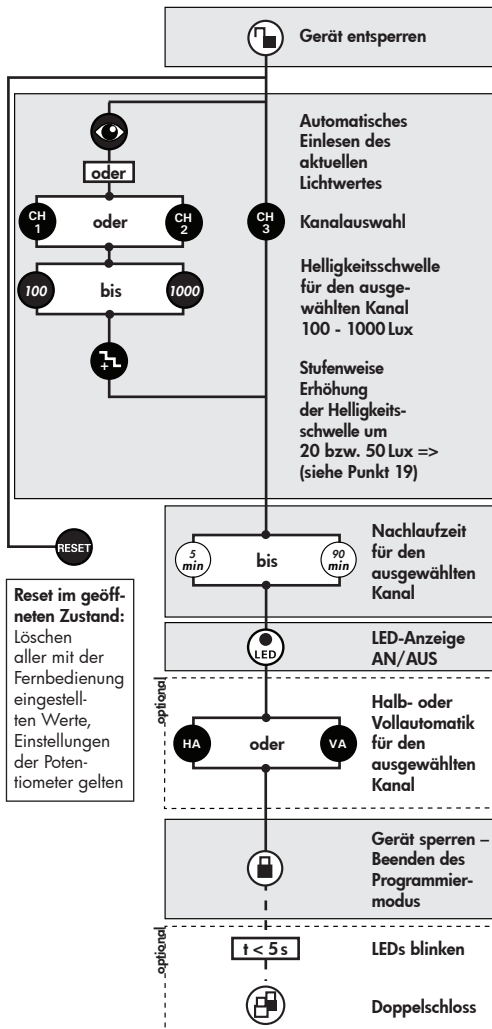 Gerät entsperren
Automatisches
Einlesen des
aktuellen
Lichtwertes
oder
CH
1
oder
CH
2
CH
3
Kanalauswahl
100
bis
1000
Helligkeitsschwelle
für den ausge-
wählten Kanal
100 - 1000 Lux
+
Stufenweise
Erhöhung
der Helligkeits-
schwelle um
20 bzw. 50 Lux =>
(siehe Punkt 19)
RESET
Reset im geöff-
neten Zustand:
Löschen
aller mit der
Fernbedienung
eingestell-
ten Werte,
Einstellungen
der Poten-
tiometer gelten
5
min
bis
90
min
Nachlaufzeit
für den
ausgewählten
Kanal
LED
LED-Anzeige
AN/AUS
optional
HA
oder
VA
Halb- oder
Vollautomatik
für den
ausgewählten
Kanal
Gerät sperren –
Beenden des
Programmier-
modus
optional
t < 5 s
LEDs blinken
Doppelschloss